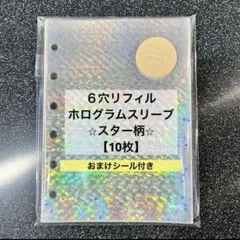 ６穴リフィル
ホログラムスリーブ
☆スター柄☆
【10枚】
おまけシール付き